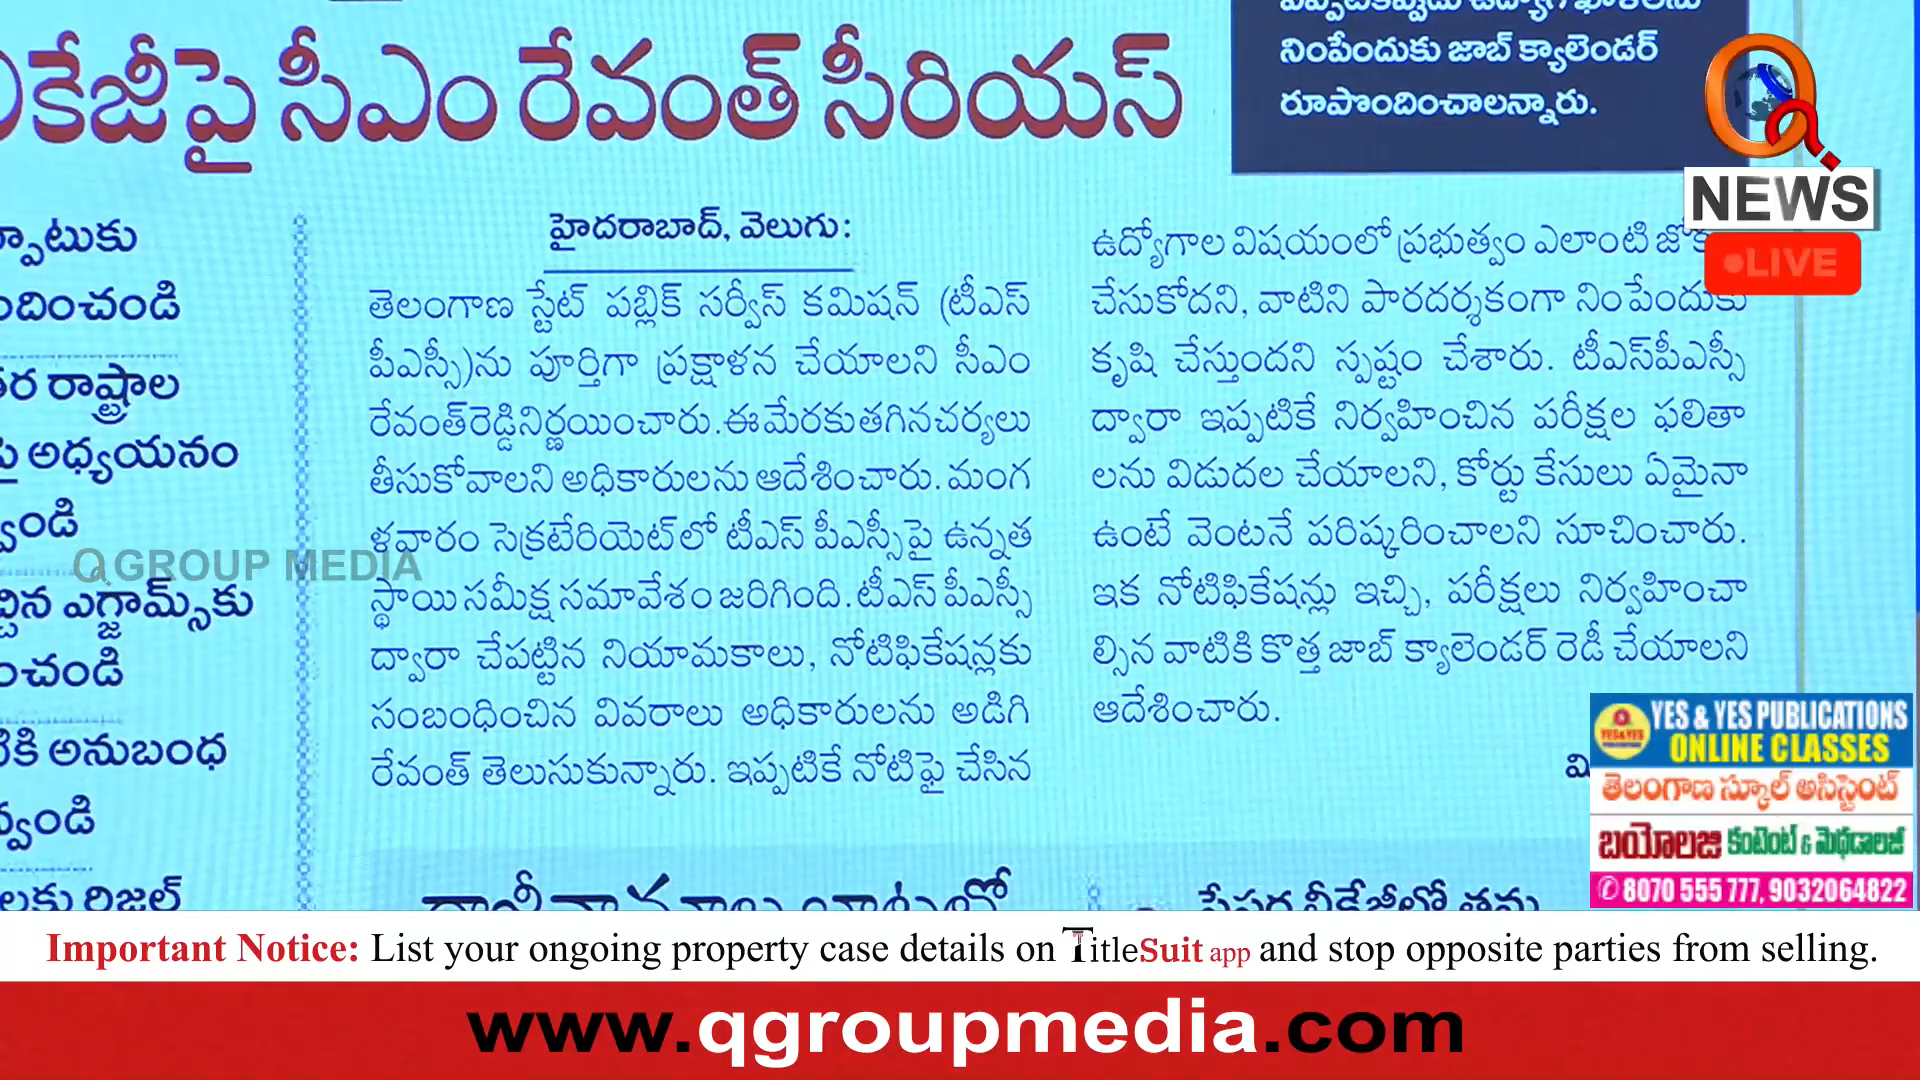 నింపేందుకు జాబ్ క్యాలెండర్
రూపొందించాలన్నారు.
కేజీపై సీఎం రేవంత్ సీరియస్
NEWS
LIVE
హైదరాబాద్, వెలుగు:
తెలంగాణ స్టేట్ పబ్లిక్ సర్వీస్ కమిషన్ (టీఎస్
పీఎస్సీ)ను పూర్తిగా ప్రక్షాళన చేయాలని సీఎం
రేవంత్​రెడ్డి నిర్ణయించారు. ఈ మేరకు తగిన చర్యలు
తీసుకోవాలని అధికారులను ఆదేశించారు. మంగ
ళవారం సెక్రటేరియెట్​లో టీఎస్ పీఎస్సీపై ఉన్నత
స్థాయి సమీక్ష సమావేశం జరిగింది. టీఎస్ పీఎస్సీ
ద్వారా చేపట్టిన నియామకాలు, నోటిఫికేషన్లకు
సంబంధించిన వివరాలు అధికారులను అడిగి
రేవంత్ తెలుసుకున్నారు. ఇప్పటికే నోటిఫై చేసిన
ఉద్యోగాల విషయంలో ప్రభుత్వం ఎలాంటి
చేసుకోదని, వాటిని పారదర్శకంగా నింపేందుకు
కృషి చేస్తుందని స్పష్టం చేశారు. టీఎస్​పీఎస్సీ
ద్వారా ఇప్పటికే నిర్వహించిన పరీక్షల ఫలితా
లను విడుదల చేయాలని, కోర్టు కేసులు ఏమైనా
ఉంటే వెంటనే పరిష్కరించాలని సూచించారు.
ఇక నోటిఫికేషన్లు ఇచ్చి, పరీక్షలు నిర్వహించా
ల్సిన వాటికి కొత్త జాబ్ క్యాలెండర్ రెడీ చేయాలని
ఆదేశించారు.
రాష్ట్రాల
అధ్యయనం
ఎగ్జామ్స్​కు
అనుబంధ
Q GROUP MEDIA
YES & YES PUBLICATIONS
ONLINE CLASSES
తెలంగాణ స్కూల్ అసిస్టెంట్
బయోలజి కంటెంట్ & మెథడాలజీ
8070 555 777, 9032064822
Important Notice: List your ongoing property case details on TitleSuit app and stop opposite parties from selling.
www.qgroupmedia.com